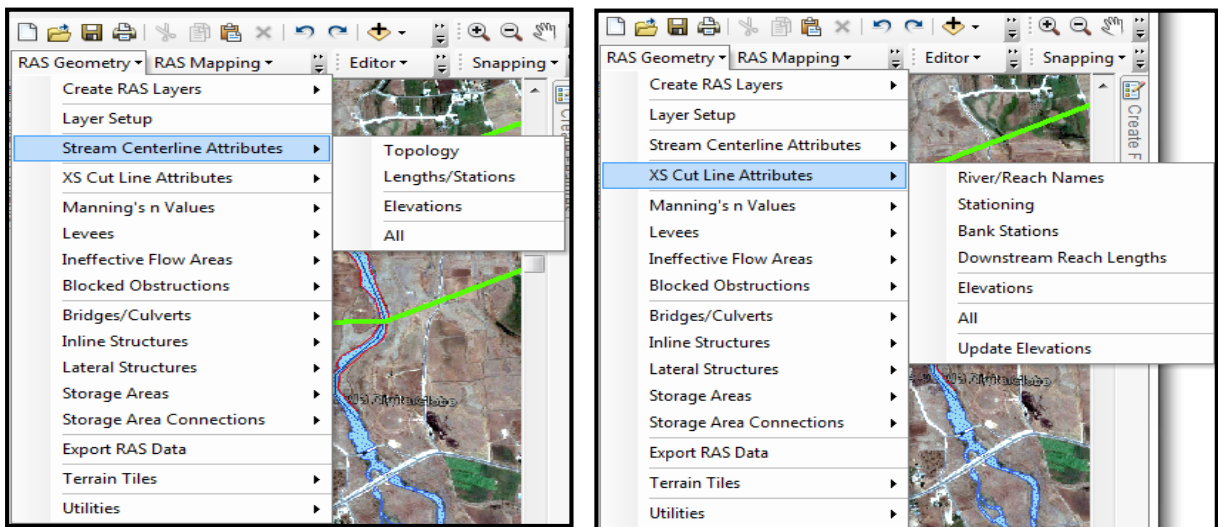 RAS Geometry RAS Mapping Editor Snapping
Create RAS Layers
Layer Setup
Stream Centerline Attributes
Topology
XS Cut Line Attributes
Lengths/Stations
Manning's n Values
Elevations
Levees
All
Ineffective Flow Areas
Blocked Obstructions
Bridges/Culverts
Inline Structures
Lateral Structures
Storage Areas
Storage Area Connections
Export RAS Data
Terrain Tiles
Utilities
RAS Geometry RAS Mapping Editor Snapping
Create RAS Layers
Layer Setup
Stream Centerline Attributes
XS Cut Line Attributes
River/Reach Names
Manning's n Values
Stationing
Levees
Bank Stations
Ineffective Flow Areas
Downstream Reach Lengths
Blocked Obstructions
Elevations
Bridges/Culverts
All
Inline Structures
Update Elevations
Lateral Structures
Storage Areas
Storage Area Connections
Export RAS Data
Terrain Tiles
Utilities
Create F